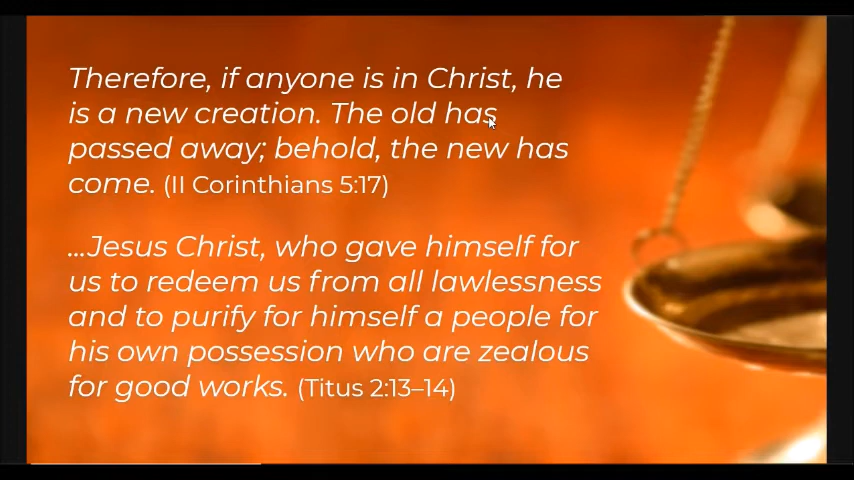 Therefore, if anyone is in Christ, he
is a new creation. The old has
passed away; behold, the new has
come. (II Corinthians 5:17)
...Jesus Christ, who gave himself for
us to redeem us from all lawlessness
and to purify for himself a people for
his own possession who are zealous
for good works. (Titus 2:13–14)